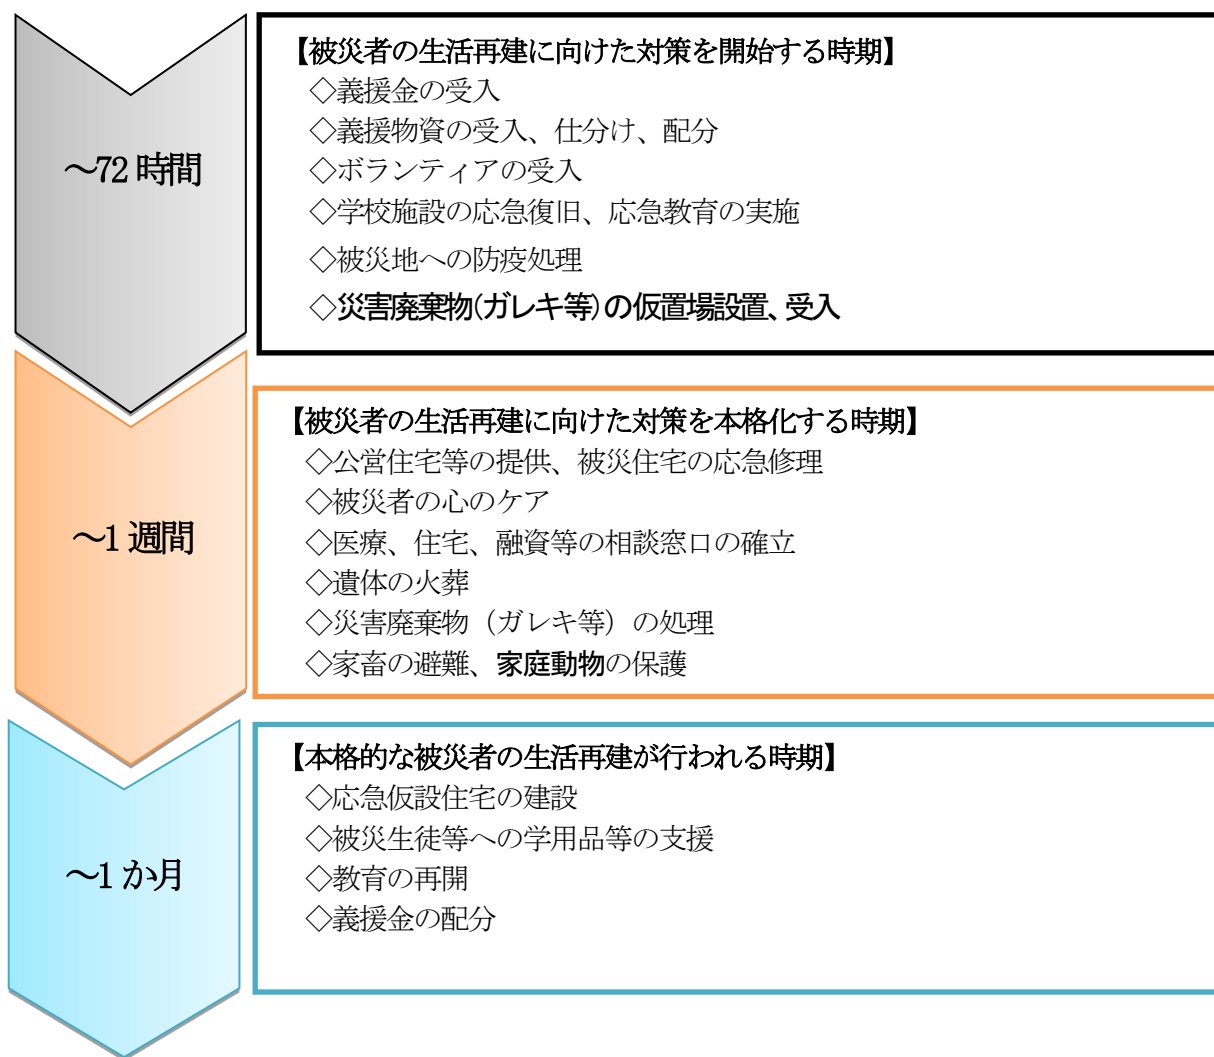 ～72 時間
【被災者の生活再建に向けた対策を開始する時期】
◇義援金の受入
◇義援物資の受入、仕分け、配分
◇ボランティアの受入
◇学校施設の応急復旧、応急教育の実施
◇被災地への防疫処理
◇災害廃棄物(ガレキ等)の仮置場設置、受入
～1 週間
【被災者の生活再建に向けた対策を本格化する時期】
◇公営住宅等の提供、被災住宅の応急修理
◇被災者の心のケア
◇医療、住宅、融資等の相談窓口の確立
◇遺体の火葬
◇災害廃棄物（ガレキ等）の処理
◇家畜の避難、家庭動物の保護
～1 か月
【本格的な被災者の生活再建が行われる時期】
◇応急仮設住宅の建設
◇被災生徒等への学用品等の支援
◇教育の再開
◇義援金の配分